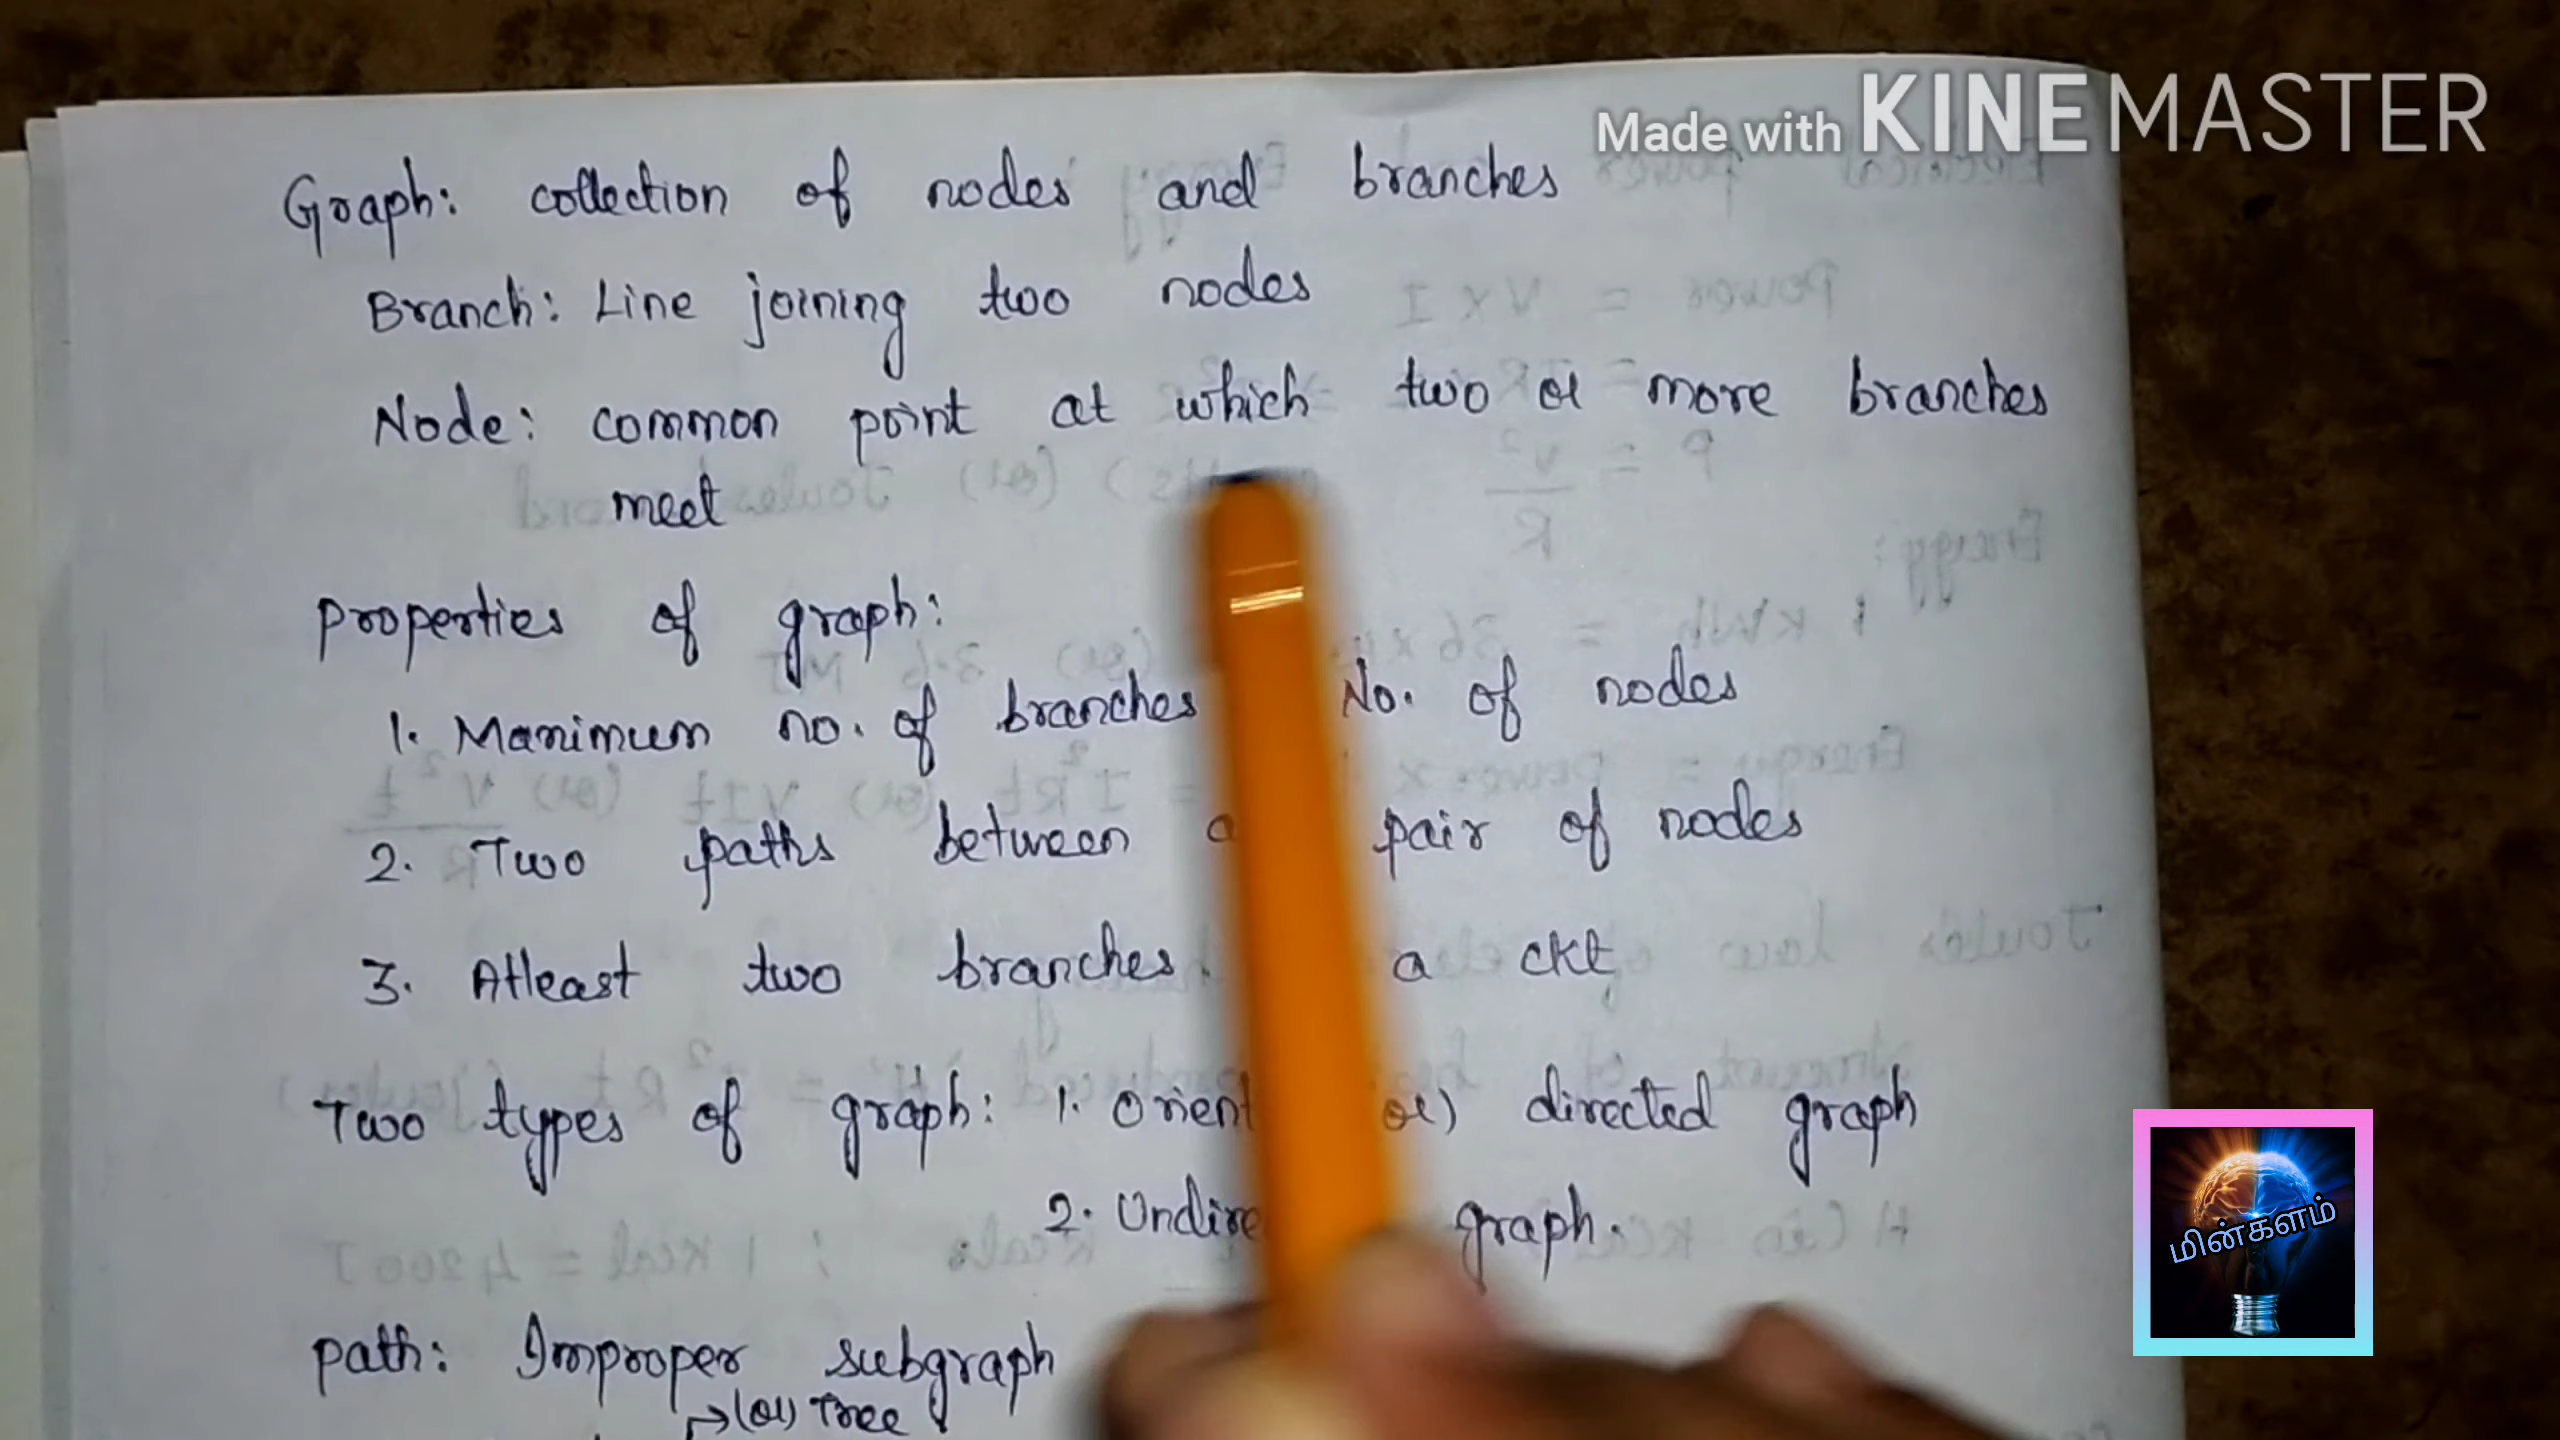 Made with KINEMASTER
Graph: collection of nodes and branches
Branch: Line joining two nodes
Node: common point at which two or more branches
meet
properties of graph:
1. Maximum no. of branches No. of nodes
2. Two paths between pair of nodes
3. Atleast two branches a ckt
Two types of graph: 1. directed graph
2. graph.
path: Improper subgraph
→(or) Tree
மின்களம்